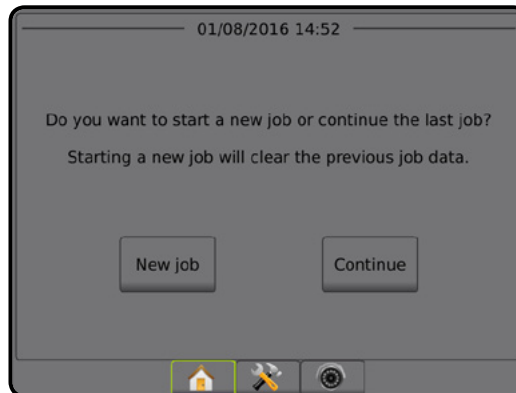 01/08/2016 14:52
Do you want to start a new job or continue the last job?
Starting a new job will clear the previous job data.
New job
Continue